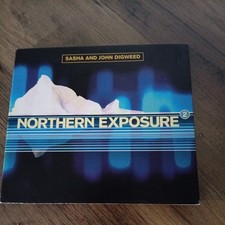 SASHA AND JOHN DIGWEED
NORTHERN EXPOSURE 2